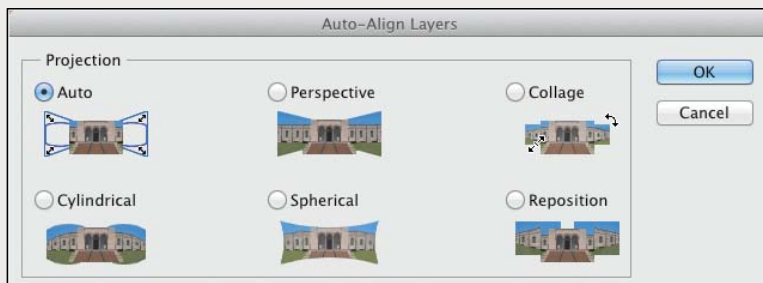 Auto-Align Layers
Projection
Auto
Perspective
Collage
OK
Cancel
Cylindrical
Spherical
Reposition